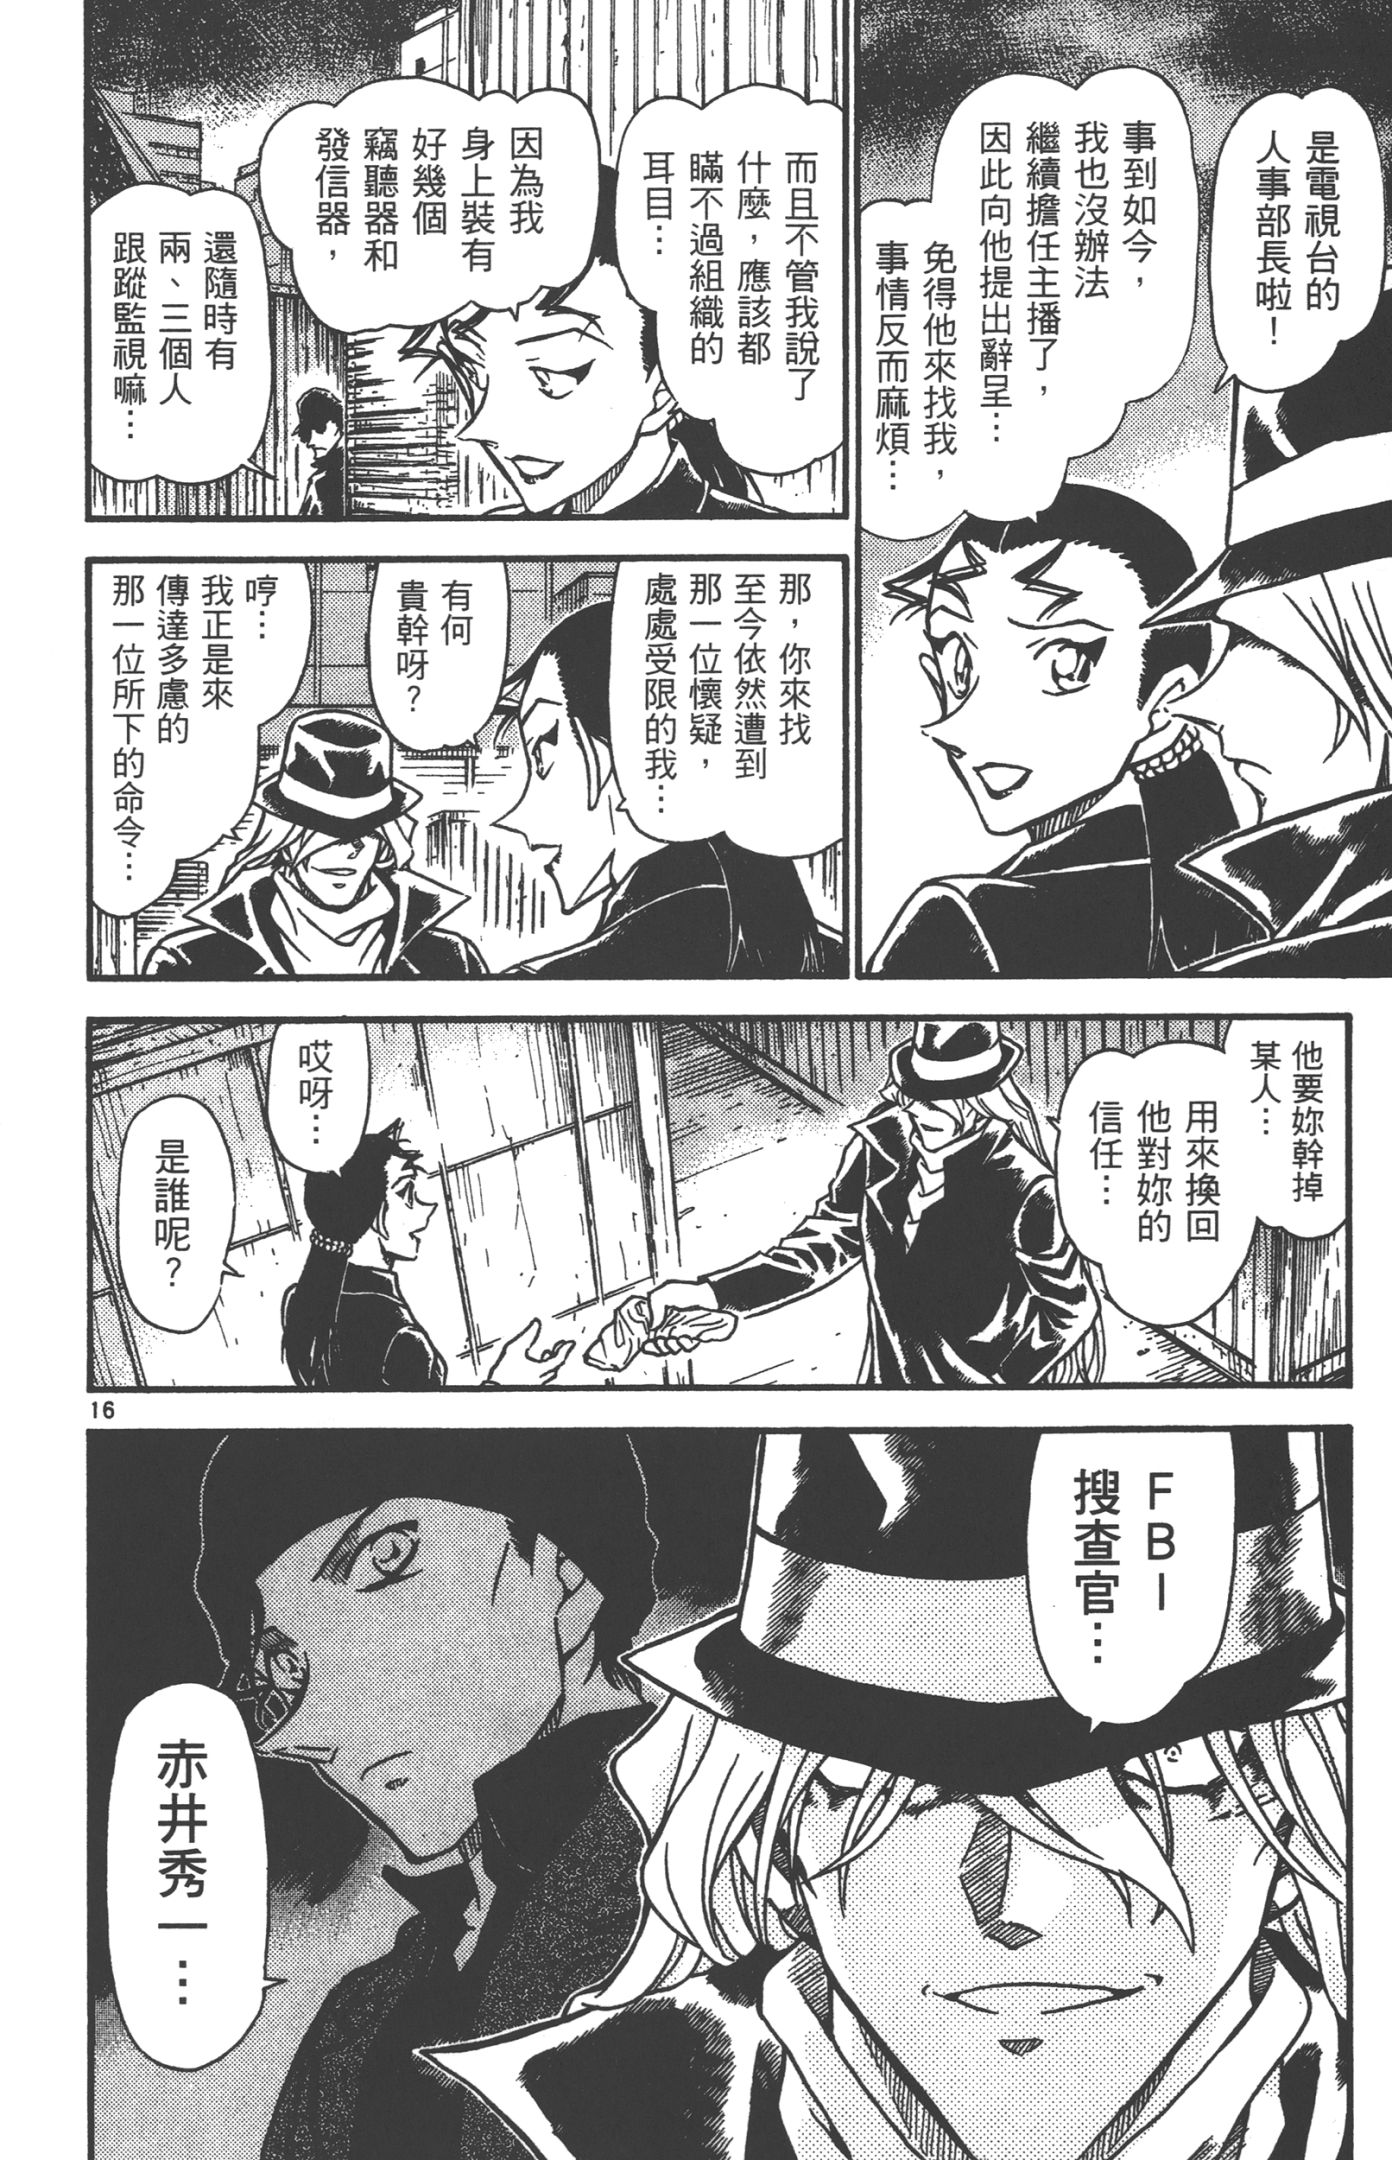 是電視台的
人事部長啦！
事到如今，
我也沒辦法
繼續擔任主播了，
因此向他提出辭呈…
免得他來找我，
事情反而麻煩…
而且不管我說了
什麼，應該都
瞞不過組織的
耳目…
因為我
身上裝有
好幾個
竊聽器和
發信器，
還隨時有
兩、三個人
跟蹤監視嘛…
那，你來找
至今依然遭到
那一位懷疑，
處處受限的我…
有何
貴幹呀？
哼…
我正是來
傳達多慮的
那一位所下的命令…
他要妳幹掉
某人…
用來換回
他對妳的
信任…
哎呀…
是誰呢？
16
FBI
搜查官…
赤井秀一…